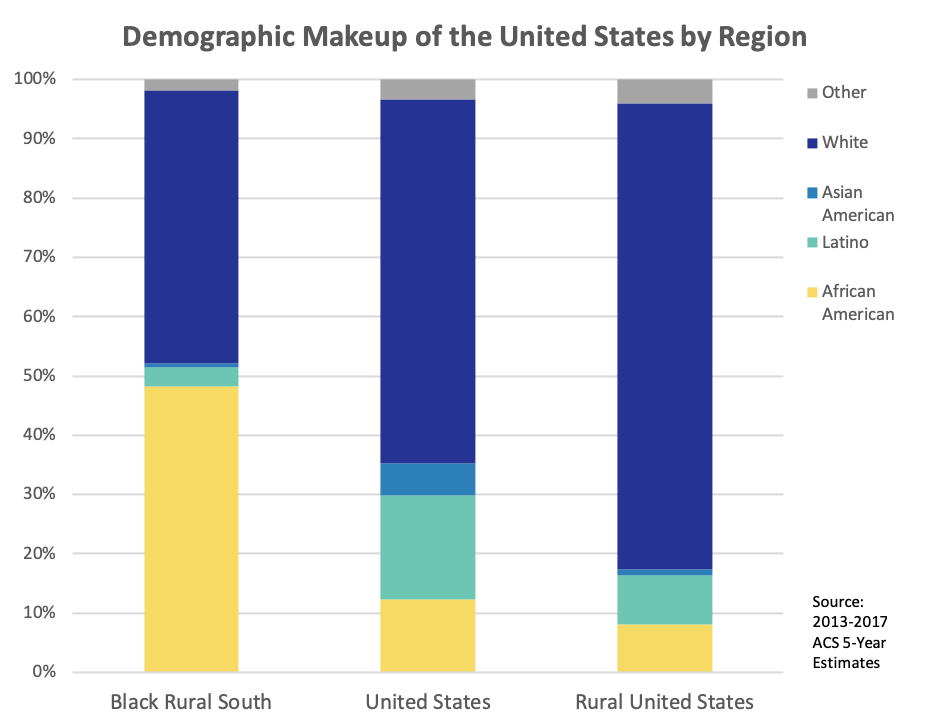 Demographic Makeup of the United States by Region
100%
90%
80%
70%
60%
50%
40%
30%
20%
10%
0%
Black Rural South
United States
Rural United States
Other
White
Asian
American
Latino
African
American
Source:
2013-2017
ACS 5-Year
Estimates